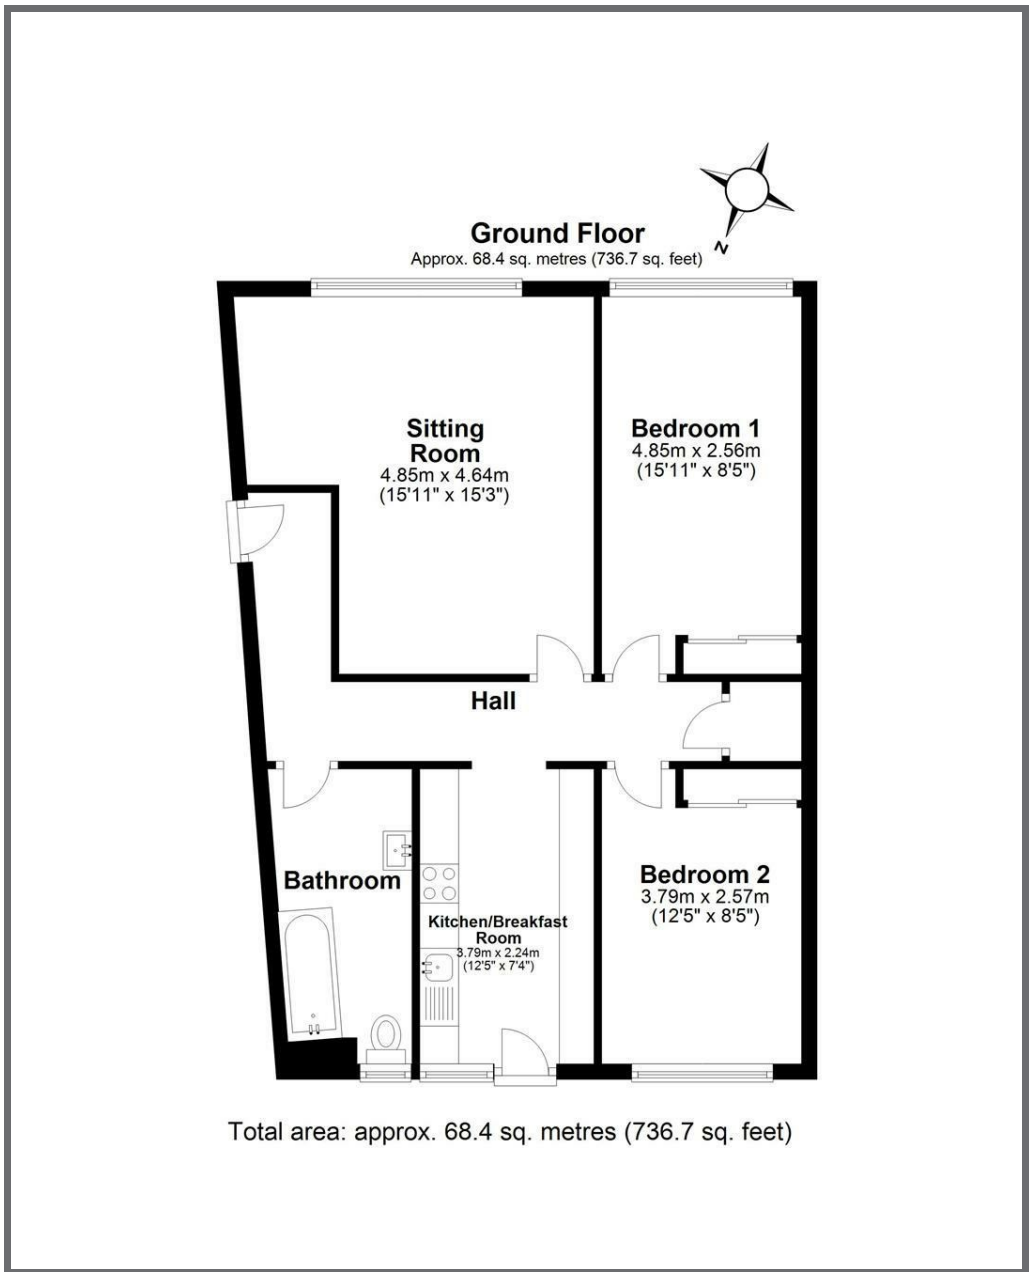 N
Ground Floor
Approx. 68.4 sq. metres (736.7 sq. feet)
Sitting
Room
4.85m x 4.64m
(15'11" x 15'3")
Bedroom 1
4.85m x 2.56m
(15'11" x 8'5")
Hall
Bathroom
Kitchen/Breakfast
Room
3.79m x 2.24m
(12'5" x 7'4")
Bedroom 2
3.79m x 2.57m
(12'5" x 8'5")
Total area: approx. 68.4 sq. metres (736.7 sq. feet)